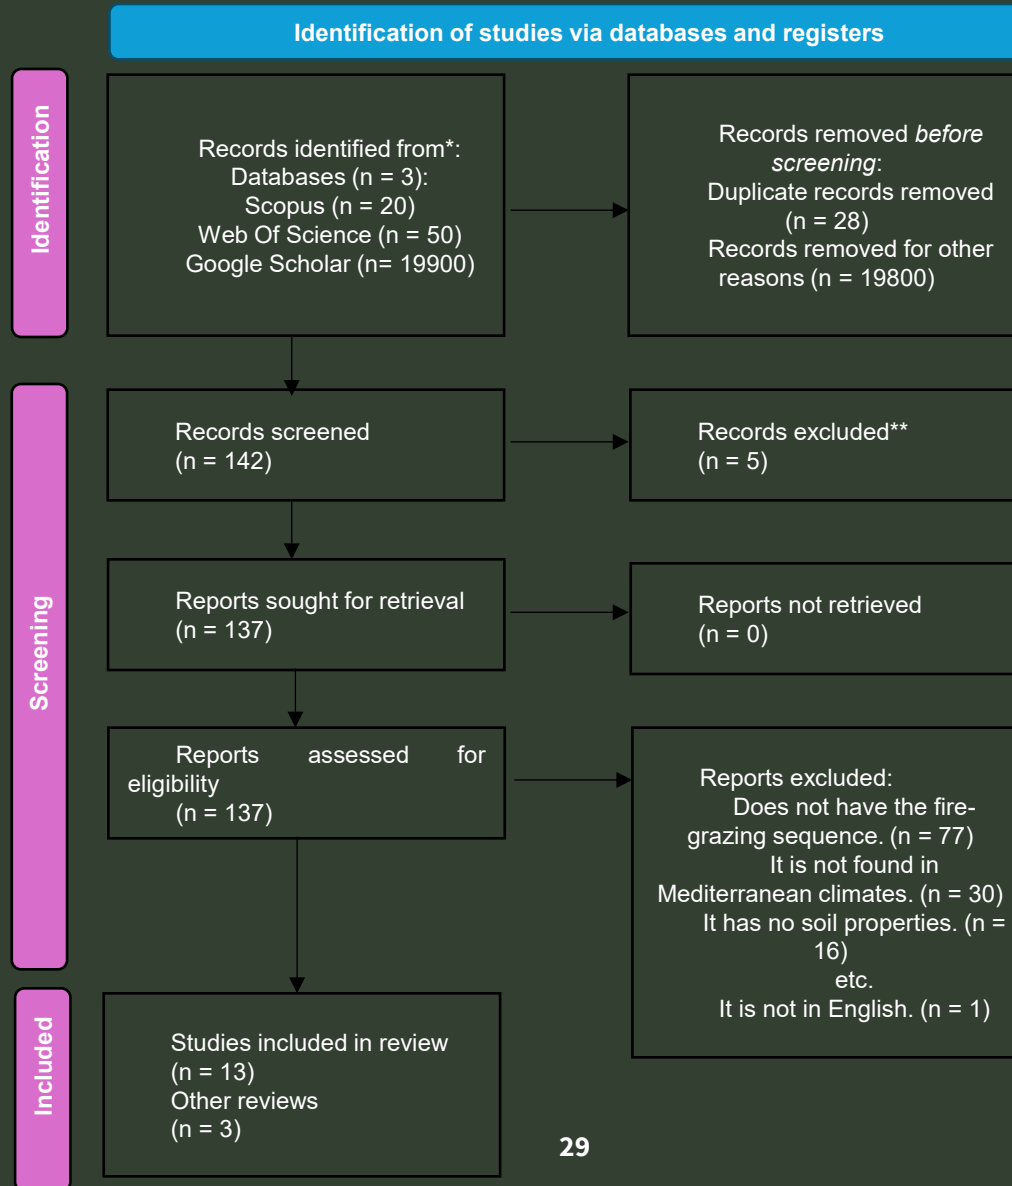 Identification of studies via databases and registers
Identification
Records identified from*:
Databases (n = 3):
Scopus (n = 20)
Web Of Science (n = 50)
Google Scholar (n= 19900)
Records removed before
screening:
Duplicate records removed
(n = 28)
Records removed for other
reasons (n = 19800)
Screening
Records screened
(n = 142)
Records excluded**
(n = 5)
Reports sought for retrieval
(n = 137)
Reports not retrieved
(n = 0)
Reports assessed for
eligibility
(n = 137)
Reports excluded:
Does not have the fire-
grazing sequence. (n = 77)
It is not found in
Mediterranean climates. (n = 30)
It has no soil properties. (n =
16)
etc.
It is not in English. (n = 1)
Included
Studies included in review
(n = 13)
Other reviews
(n = 3)
29